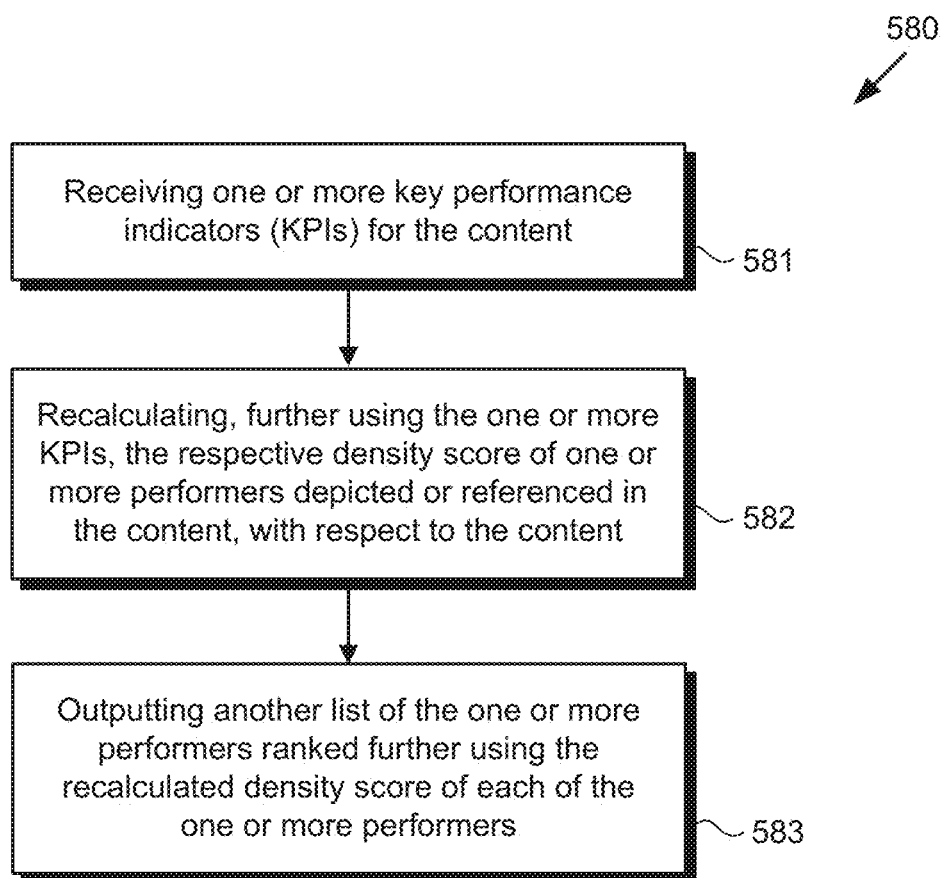 580
Receiving one or more key performance
indicators (KPIs) for the content
581
Recalculating, further using the one or more
KPIs, the respective density score of one or
more performers depicted or referenced in
the content, with respect to the content
582
Outputting another list of the one or more
performers ranked further using the
recalculated density score of each of the
one or more performers
583